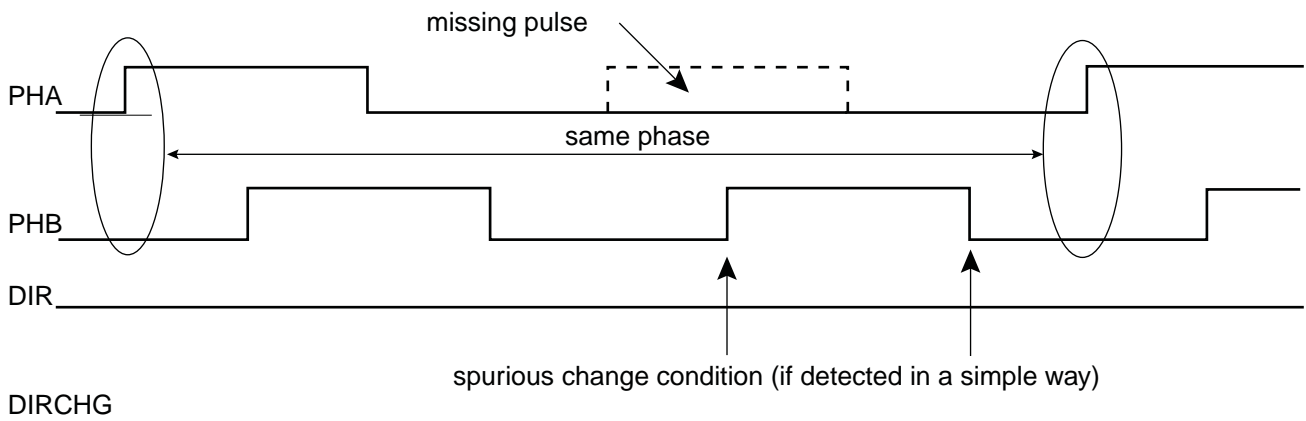 missing pulse
PHA
same phase
PHB
DIR
spurious change condition (if detected in a simple way)
DIRCHG